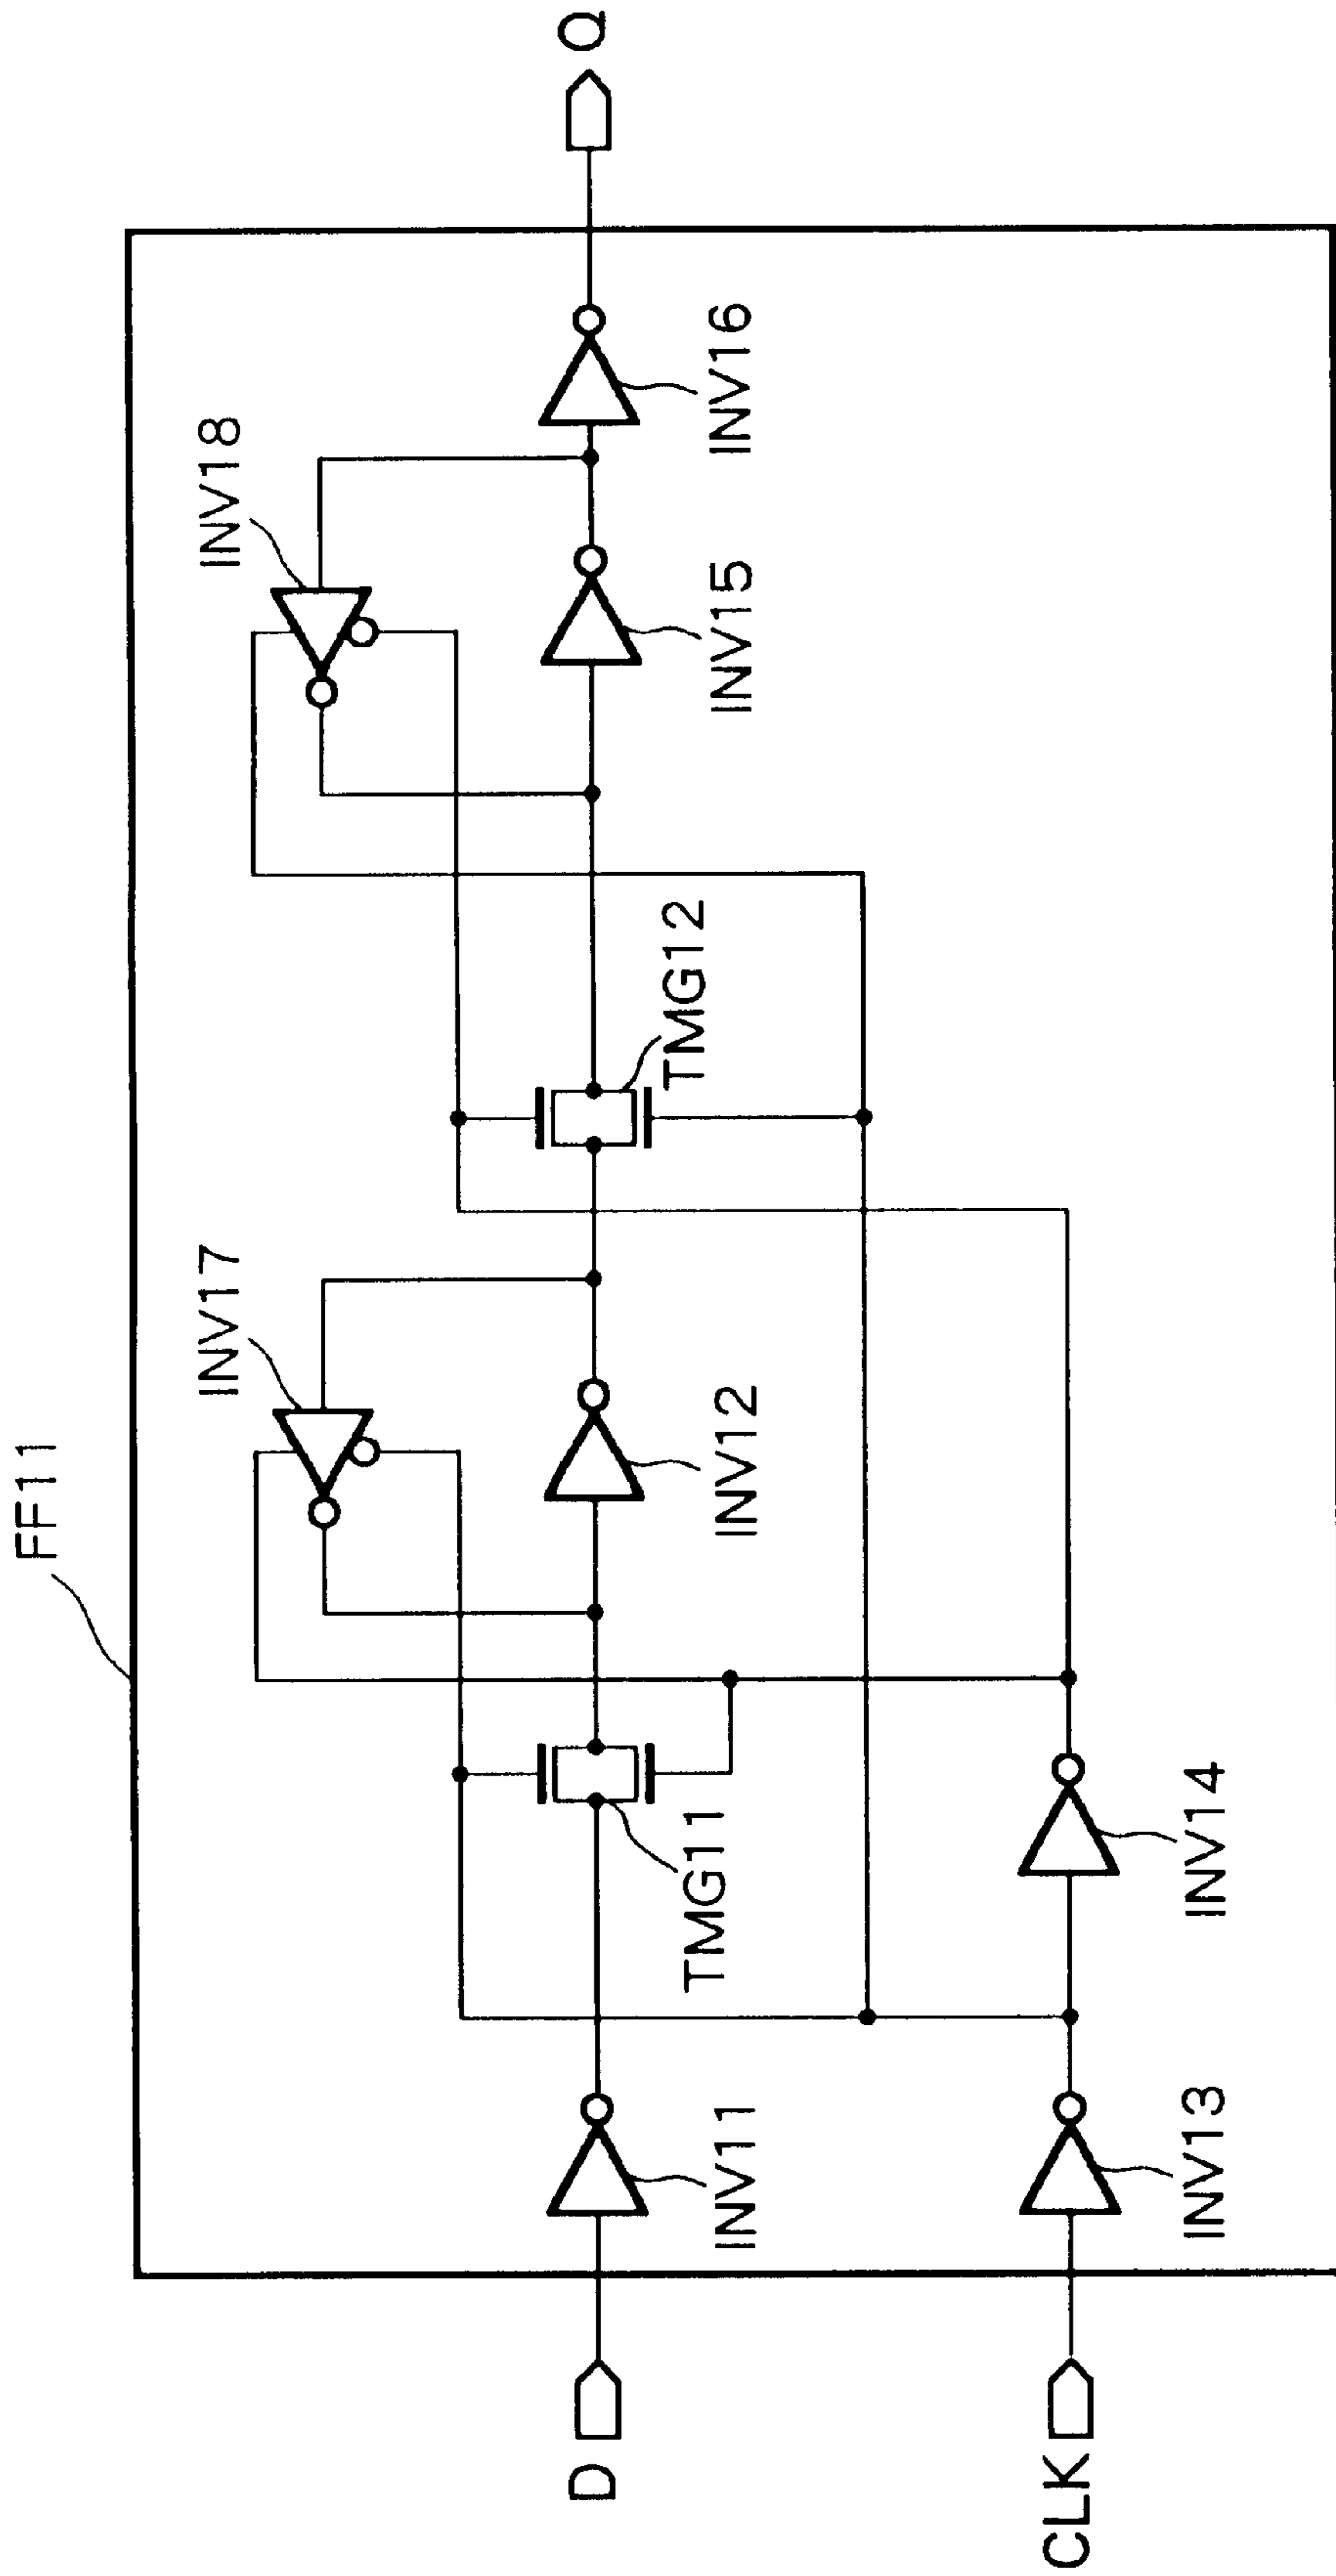 FF11
INV17
INV18
D
INV11
TMG11
INV12
TMG12
INV15
INV16
Q
CLK
INV13
INV14